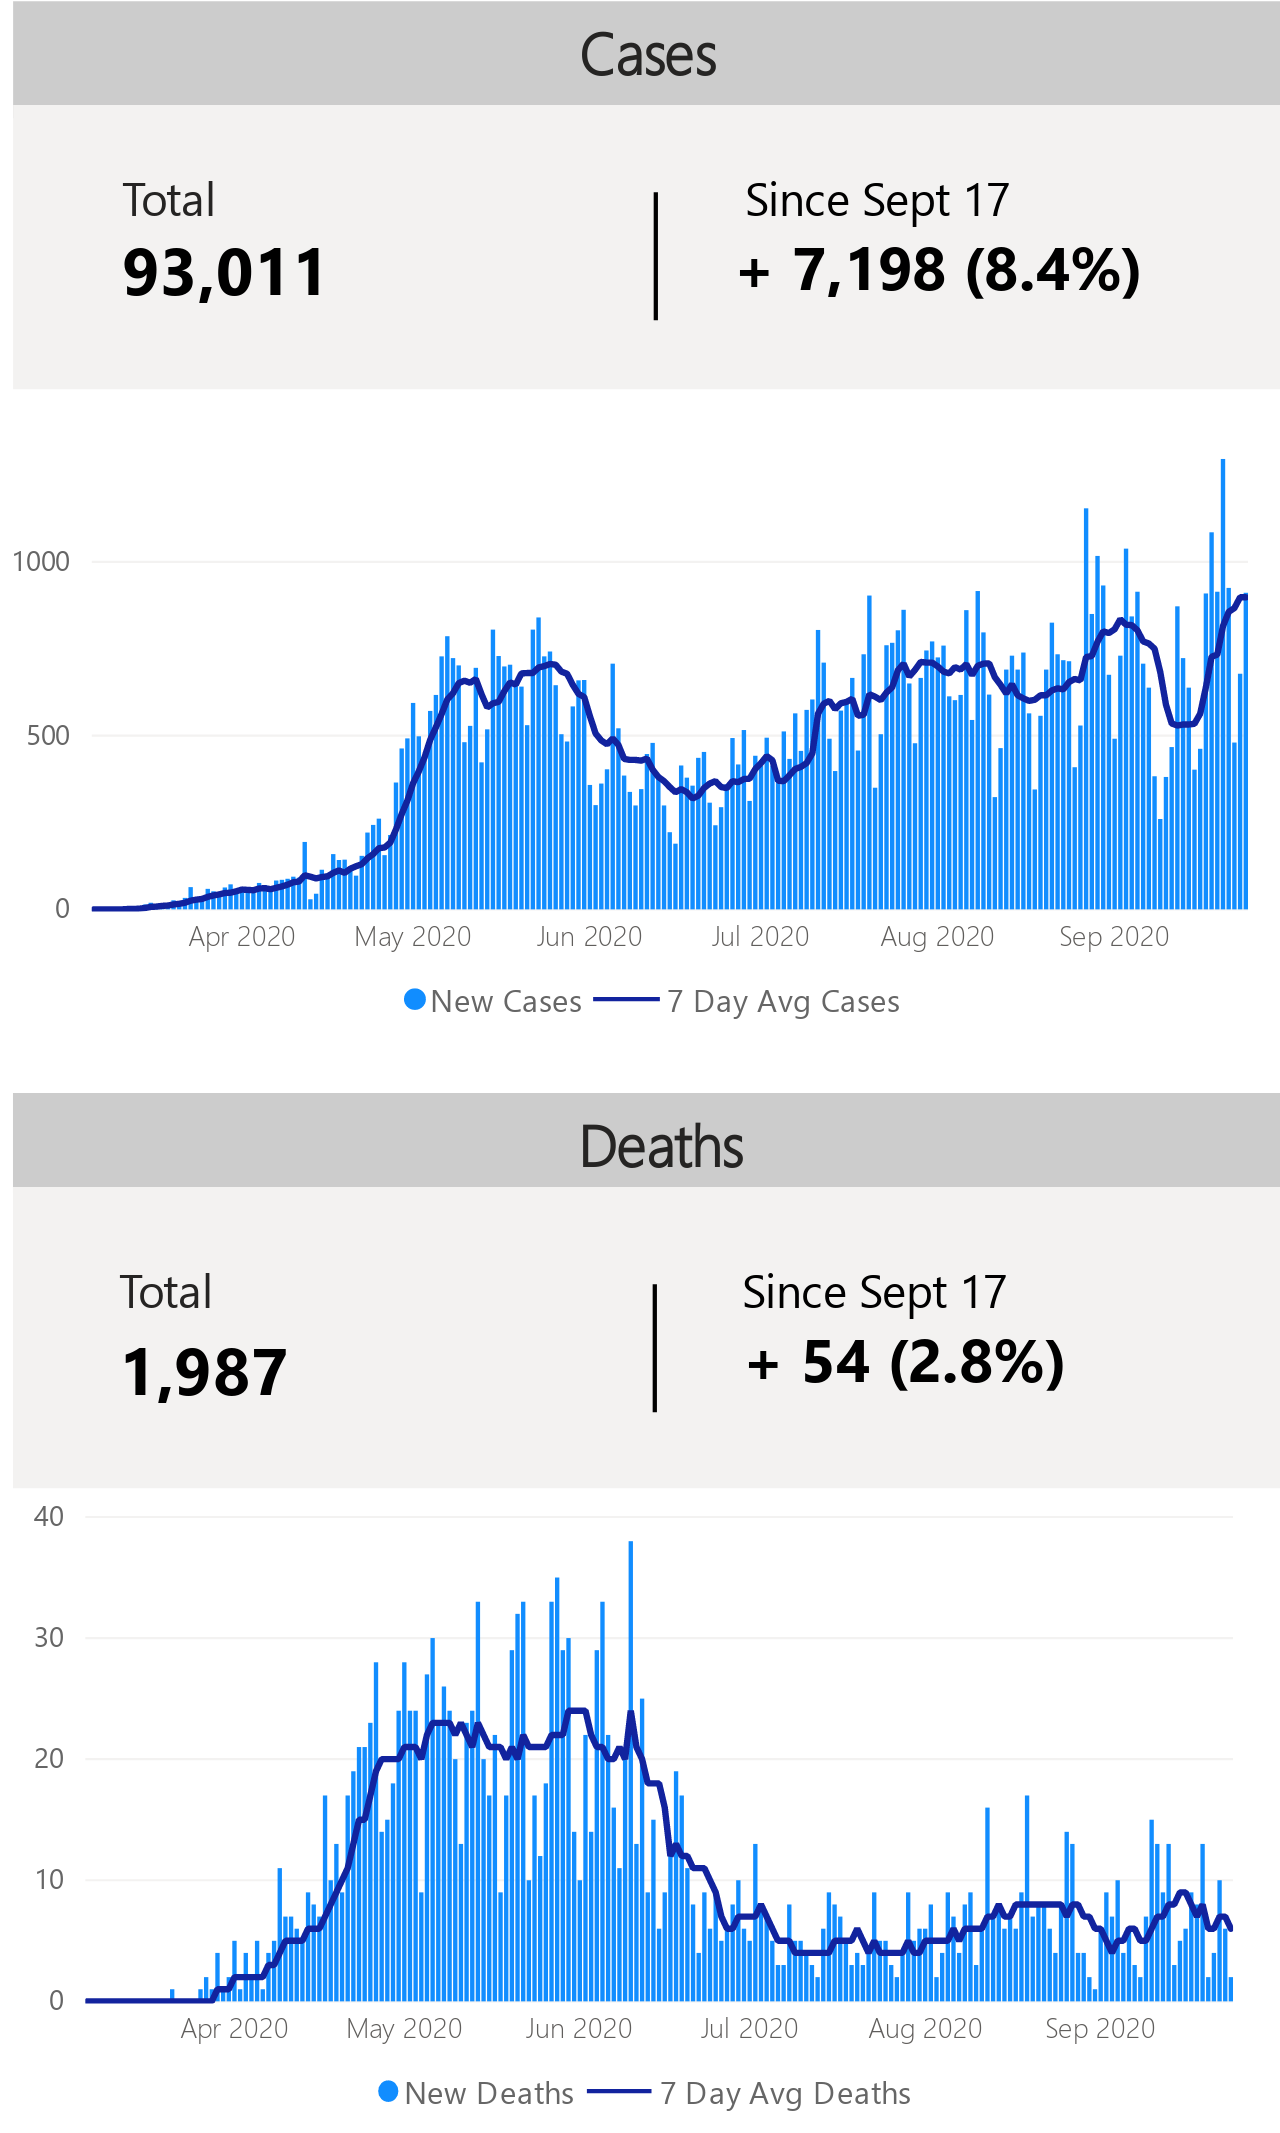 Cases
Total
Since Sept 17
93,011
+ 7,198 (8.4%)
1000
500
0
Apr 2020 May 2020 Jun 2020 Jul 2020 Aug 2020 Sep 2020
New Cases 7 Day Avg Cases
Deaths
Total
Since Sept 17
1,987
+ 54 (2.8%)
40
30
20
10
0
Apr 2020 May 2020 Jun 2020 Jul 2020 Aug 2020 Sep 2020
New Deaths 7 Day Avg Deaths